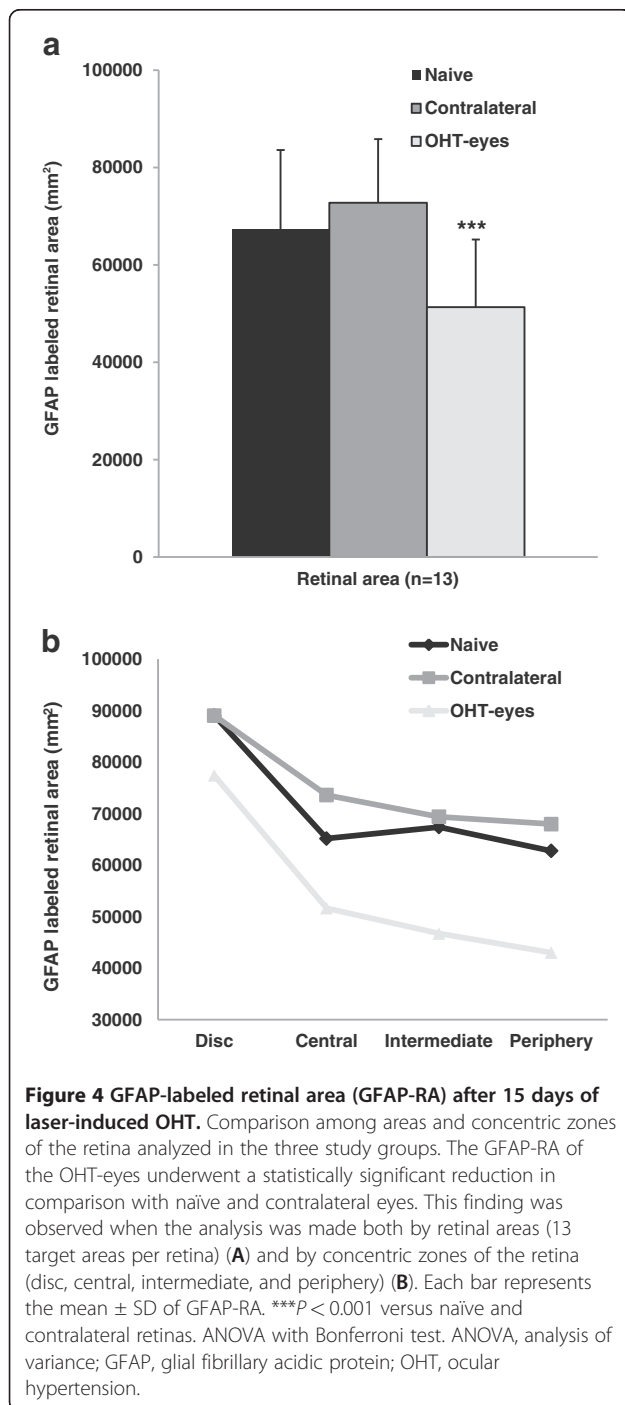 a
100000
Naive
Contralateral
80000
OHT-eyes
***
60000
40000
20000
0
GFAP labeled retinal area (mm²)
Retinal area (n=13)
b
Naive
100000
Contralateral
90000
OHT-eyes
80000
70000
60000
50000
40000
30000
GFAP labeled retinal area (mm²)
Disc Central Intermediate Periphery
Figure 4 GFAP-labeled retinal area (GFAP-RA) after 15 days of
laser-induced OHT. Comparison among areas and concentric zones
of the retina analyzed in the three study groups. The GFAP-RA of
the OHT-eyes underwent a statistically significant reduction in
comparison with naïve and contralateral eyes. This finding was
observed when the analysis was made both by retinal areas (13
target areas per retina) (A) and by concentric zones of the retina
(disc, central, intermediate, and periphery) (B). Each bar represents
the mean ± SD of GFAP-RA. ***P < 0.001 versus naïve and
contralateral retinas. ANOVA with Bonferroni test. ANOVA, analysis of
variance; GFAP, glial fibrillary acidic protein; OHT, ocular
hypertension.